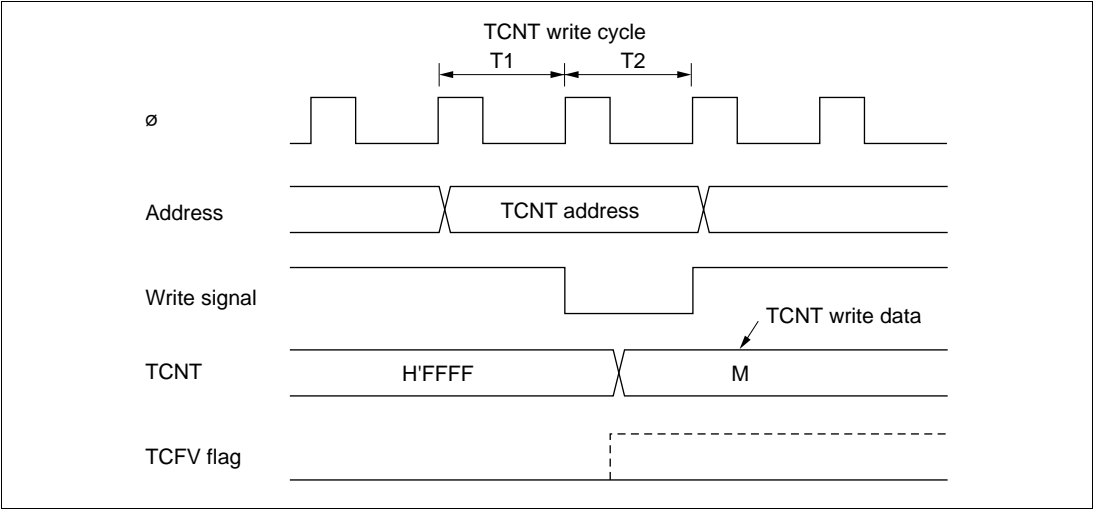 TCNT write cycle
T1 T2
ø
Address TCNT address
Write signal
TCNT write data
TCNT H'FFFF M
TCFV flag